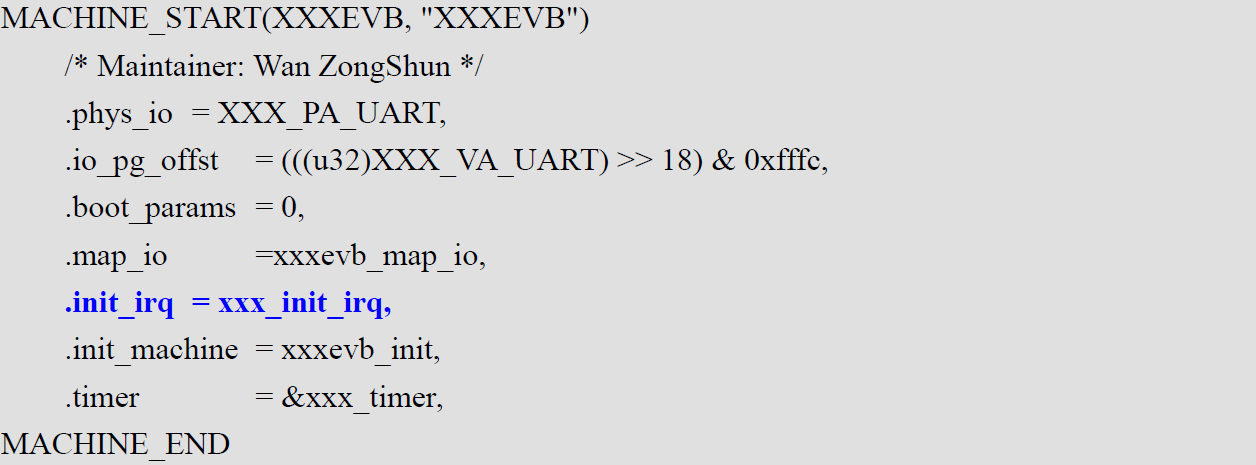 MACHINE_START(XXXEVB, "XXXEVB")
/* Maintainer: Wan ZongShun */
.phys_io = XXX_PA_UART,
.io_pg_offst = (((u32)XXX_VA_UART) >> 18) & 0xfffc,
.boot_params = 0,
.map_io =xxxevb_map_io,
.init_irq = xxx_init_irq,
.init_machine = xxxevb_init,
.timer = &xxx_timer,
MACHINE_END